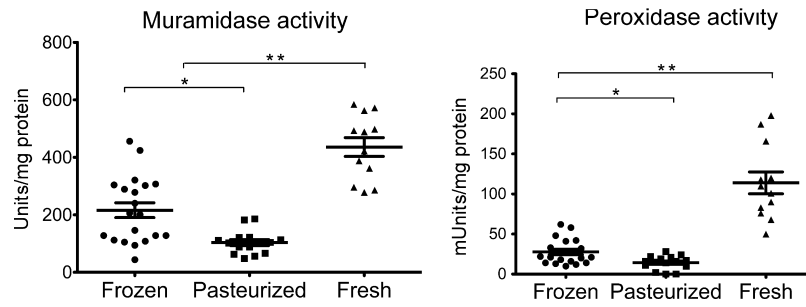 Muramidase activity
Units/mg protein
800
600
400
200
0
*
**
Frozen Pasteurized Fresh
Peroxidase activity
mUnits/mg protein
250
200
150
100
50
0
**
*
Frozen Pasteurized Fresh